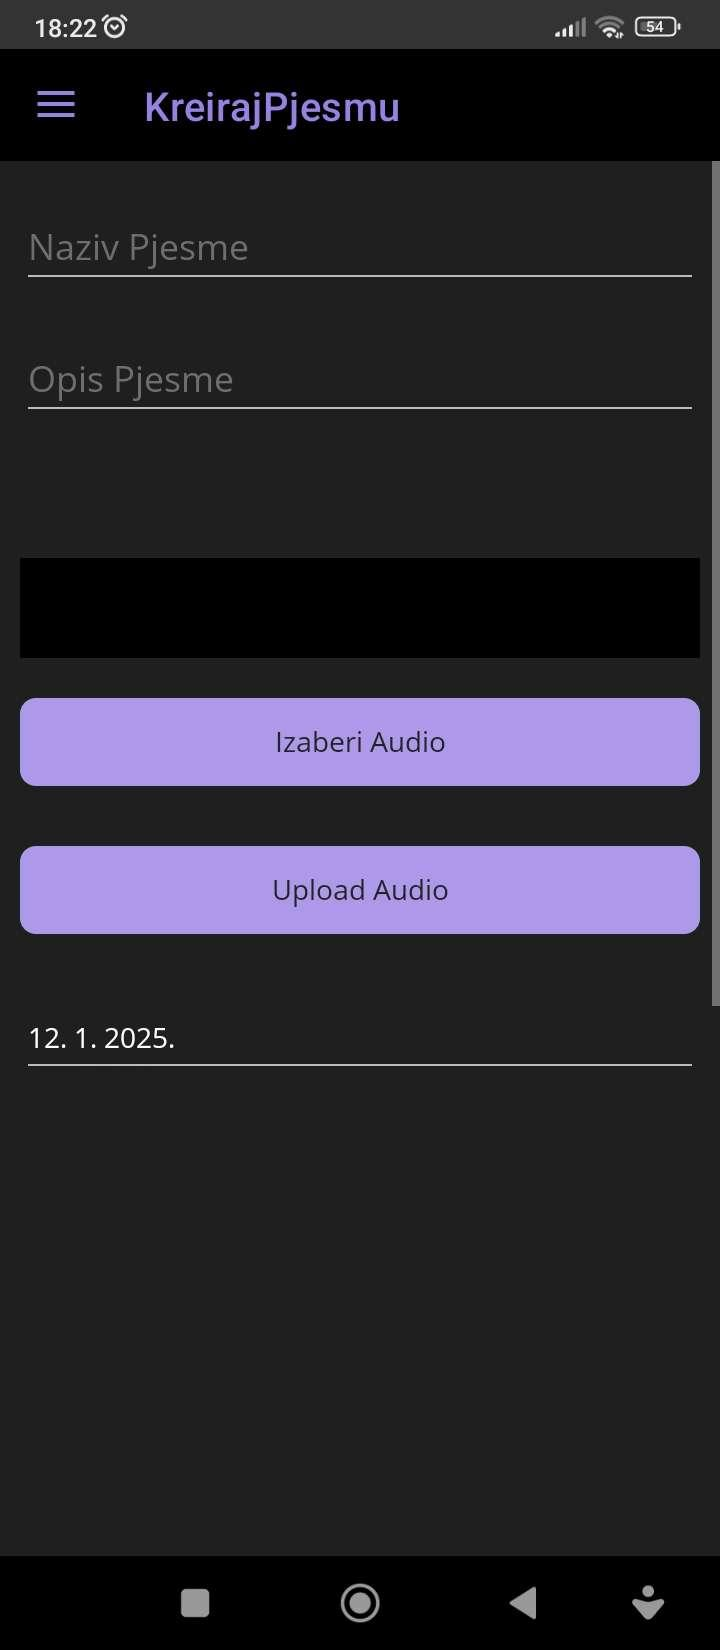 18:22
54
KreirajPjesmu
Naziv Pjesme
Opis Pjesme
Izaberi Audio
Upload Audio
12. 1. 2025.